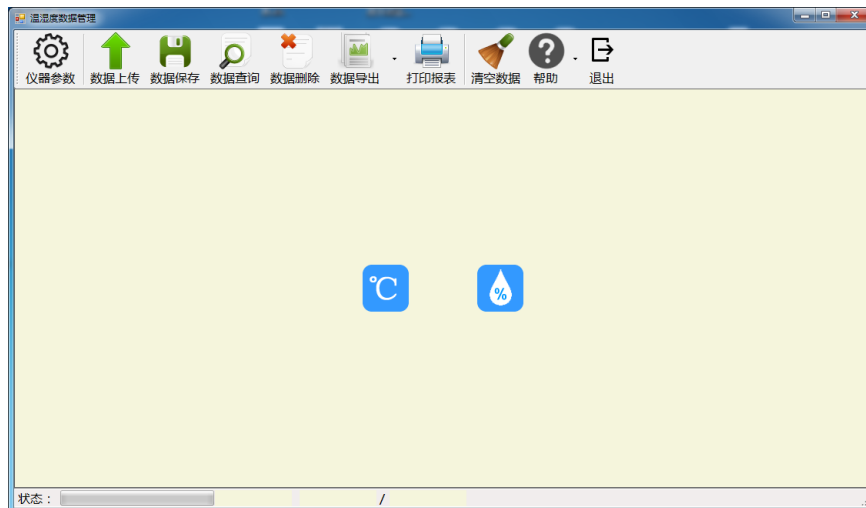 温湿度数据管理
仪器参数 数据上传 数据保存 数据查询 数据删除 数据导出 打印报表 清空数据 帮助 退出
℃ %
状态： /